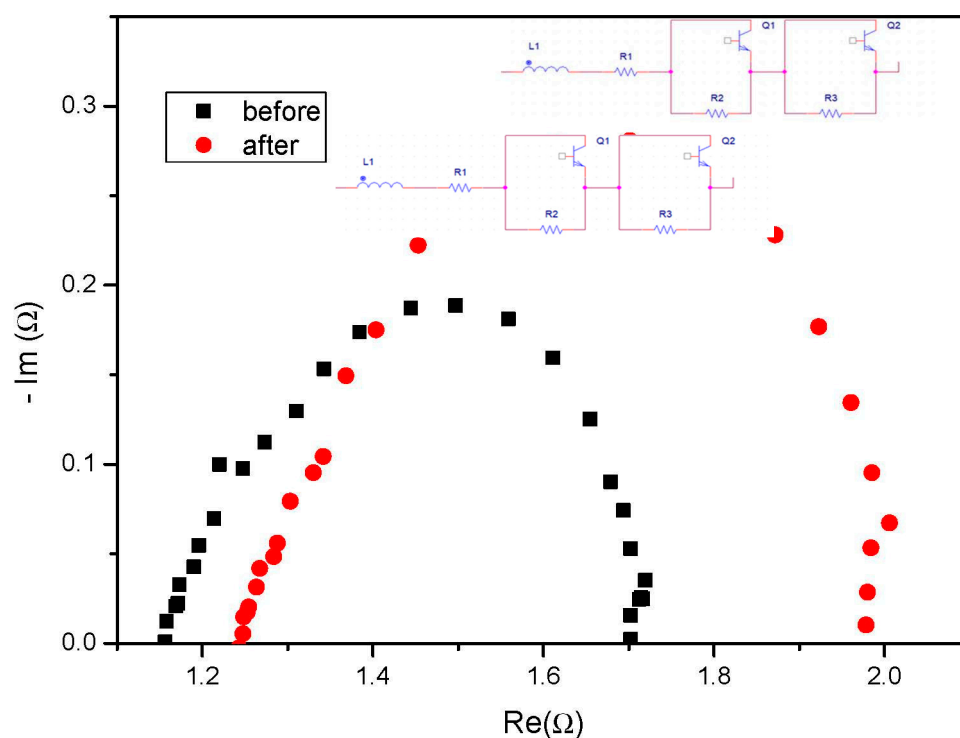 Q1
Q2
L1
R1
R2
R3
Q1
Q2
L1
R1
R2
R3
before
after
0.3
0.2
0.1
0.0
1.2
1.4
1.6
1.8
2.0
- Im (Ω)
Re(Ω)